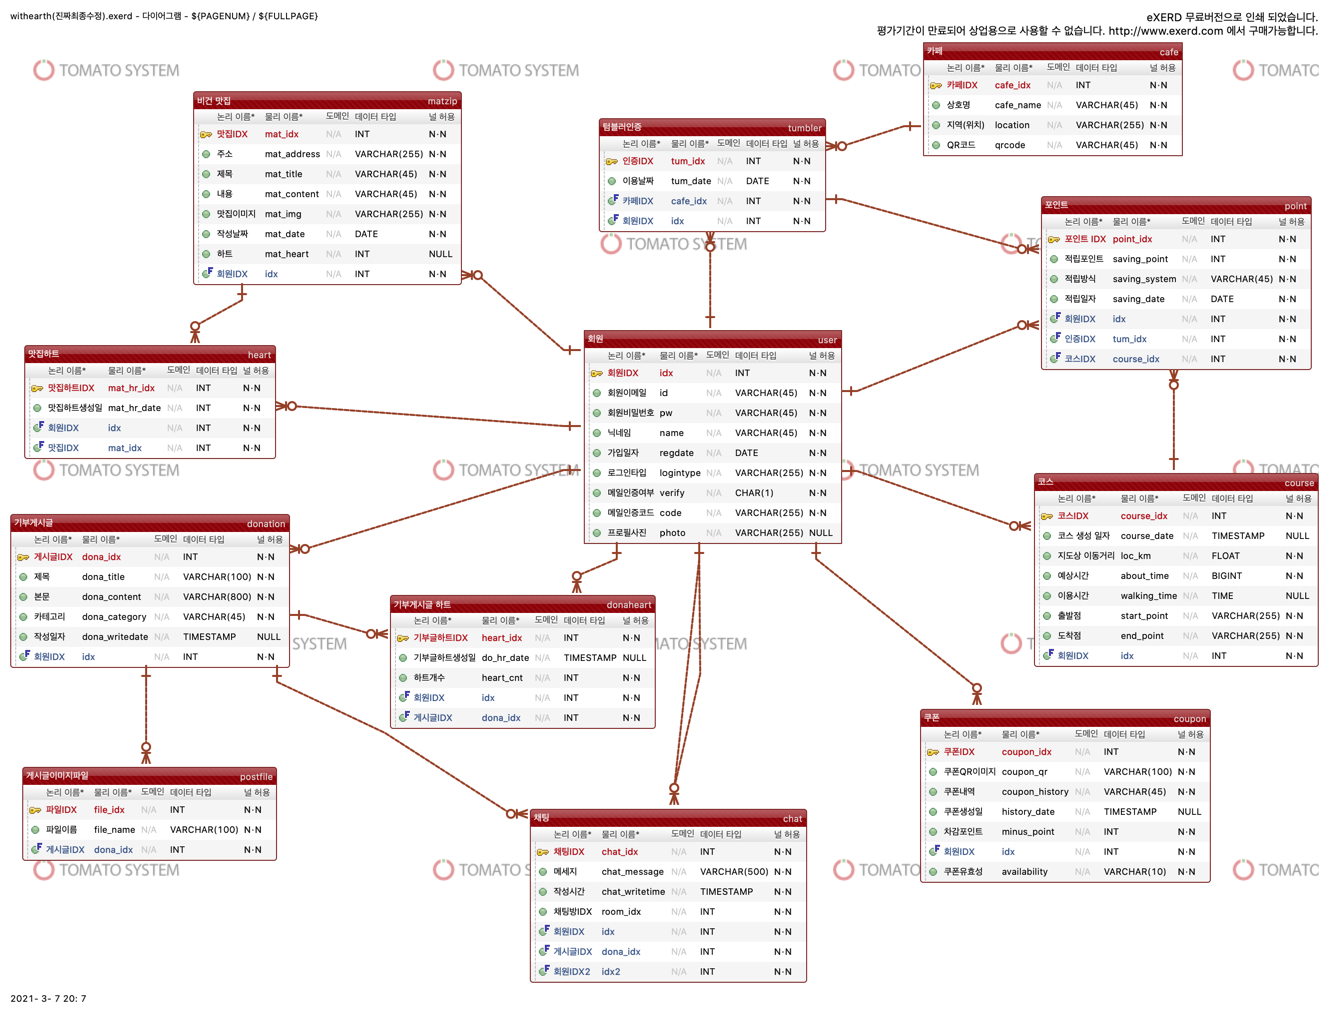 withearth(진짜최종수정).exerd - 다이어그램 - ${PAGENUM} / ${FULLPAGE}
eXERD 무료버전으로 인쇄 되었습니다.
평가기간이 만료되어 상업용으로 사용할 수 없습니다. http://www.exerd.com 에서 구매가능합니다.
TOMATO SYSTEM
TOMATO SYSTEM
TOMATO
TOMATO
카페 cafe
논리 이름* 물리 이름* 도메인 데이터 타입 널 허용
카페IDX cafe_idx N/A INT N·N
상호명 cafe_name N/A VARCHAR(45) N·N
지역(위치) location N/A VARCHAR(255) N·N
QR코드 qrcode N/A VARCHAR(45) N·N
비건 맛집 matzip
논리 이름* 물리 이름* 도메인 데이터 타입 널 허용
맛집IDX mat_idx N/A INT N·N
주소 mat_address N/A VARCHAR(255) N·N
제목 mat_title N/A VARCHAR(45) N·N
내용 mat_content N/A VARCHAR(45) N·N
맛집이미지 mat_img N/A VARCHAR(255) N·N
작성날짜 mat_date N/A DATE N·N
하트 mat_heart N/A INT NULL
회원IDX idx N/A INT N·N
텀블러인증 tumbler
논리 이름* 물리 이름* 도메인 데이터 타입 널 허용
인증IDX tum_idx N/A INT N·N
이용날짜 tum_date N/A DATE N·N
카페IDX cafe_idx N/A INT N·N
회원IDX idx N/A INT N·N
TOMATO SYSTEM
포인트 point
논리 이름* 물리 이름* 도메인 데이터 타입 널 허용
포인트 IDX point_idx N/A INT N·N
적립포인트 saving_point N/A INT N·N
적립방식 saving_system N/A VARCHAR(45) N·N
적립일자 saving_date N/A DATE N·N
회원IDX idx N/A INT N·N
인증IDX tum_idx N/A INT N·N
코스IDX course_idx N/A INT N·N
맛집하트 heart
논리 이름* 물리 이름* 도메인 데이터 타입 널 허용
맛집하트IDX mat_hr_idx N/A INT N·N
맛집하트생성일 mat_hr_date N/A INT N·N
회원IDX idx N/A INT N·N
맛집IDX mat_idx N/A INT N·N
회원 user
논리 이름* 물리 이름* 도메인 데이터 타입 널 허용
회원IDX idx N/A INT N·N
회원이메일 id N/A VARCHAR(45) N·N
회원비밀번호 pw N/A VARCHAR(45) N·N
닉네임 name N/A VARCHAR(45) N·N
가입일자 regdate N/A DATE N·N
로그인타입 logintype N/A VARCHAR(255) N·N
메일인증여부 verify N/A CHAR(1) N·N
메일인증코드 code N/A VARCHAR(255) N·N
프로필사진 photo N/A VARCHAR(255) NULL
TOMATO SYSTEM
TOMATO SYSTEM
TOMATO SYSTEM
TOMATO
코스 course
논리 이름* 물리 이름* 도메인 데이터 타입 널 허용
코스IDX course_idx N/A INT N·N
코스 생성 일자 course_date N/A TIMESTAMP NULL
지도상 이동거리 loc_km N/A FLOAT N·N
예상시간 about_time N/A BIGINT N·N
이용시간 walking_time N/A TIME NULL
출발점 start_point N/A VARCHAR(255) N·N
도착점 end_point N/A VARCHAR(255) N·N
회원IDX idx N/A INT N·N
기부게시글 donation
논리 이름* 물리 이름* 도메인 데이터 타입 널 허용
게시글IDX dona_idx N/A INT N·N
제목 dona_title N/A VARCHAR(100) N·N
본문 dona_content N/A VARCHAR(800) N·N
카테고리 dona_category N/A VARCHAR(45) N·N
작성일자 dona_writedate N/A TIMESTAMP NULL
회원IDX idx N/A INT N·N
SYSTEM
기부게시글 하트 donaheart
논리 이름* 물리 이름* 도메인 데이터 타입 널 허용
기부글하트IDX heart_idx N/A INT N·N
기부글하트생성일 do_hr_date N/A TIMESTAMP NULL
하트개수 heart_cnt N/A INT N·N
회원IDX idx N/A INT N·N
게시글IDX dona_idx N/A INT N·N
SYSTEM
게시글이미지파일 postfile
논리 이름* 물리 이름* 도메인 데이터 타입 널 허용
파일IDX file_idx N/A INT N·N
파일이름 file_name N/A VARCHAR(100) N·N
게시글IDX dona_idx N/A INT N·N
쿠폰 coupon
논리 이름* 물리 이름* 도메인 데이터 타입 널 허용
쿠폰IDX coupon_idx N/A INT N·N
쿠폰QR이미지 coupon_qr N/A VARCHAR(100) N·N
쿠폰내역 coupon_history N/A VARCHAR(45) N·N
쿠폰생성일 history_date N/A TIMESTAMP NULL
차감포인트 minus_point N/A INT N·N
회원IDX idx N/A INT N·N
쿠폰유효성 availability N/A VARCHAR(10) N·N
채팅 chat
논리 이름* 물리 이름* 도메인 데이터 타입 널 허용
채팅IDX chat_idx N/A INT N·N
메세지 chat_message N/A VARCHAR(500) N·N
작성시간 chat_writetime N/A TIMESTAMP N·N
채팅방IDX room_idx N/A INT N·N
회원IDX idx N/A INT N·N
게시글IDX dona_idx N/A INT N·N
회원IDX2 idx2 N/A INT N·N
TOMATO SYSTEM
TOMATO
TOMATO
2021- 3- 7 20: 7